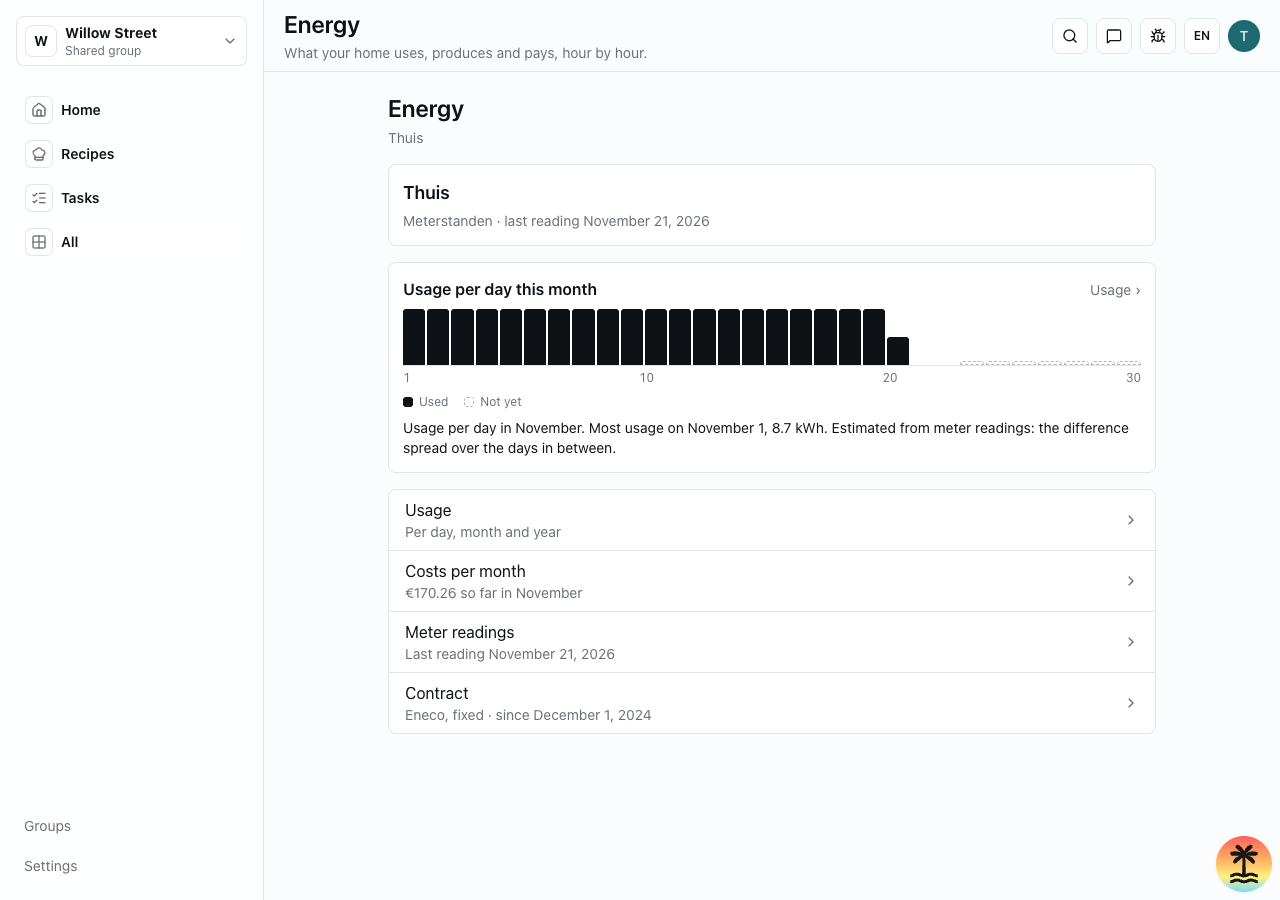 W
Willow Street
Shared group
Home
Recipes
Tasks
All
Groups
Settings
Energy
What your home uses, produces and pays, hour by hour.
EN
T
Energy
Thuis
Thuis
Meterstanden · last reading November 21, 2026
Usage per day this month
Usage ›
1 10 20 30
Used Not yet
Usage per day in November. Most usage on November 1, 8.7 kWh. Estimated from meter readings: the difference
spread over the days in between.
Usage
Per day, month and year
Costs per month
€170.26 so far in November
Meter readings
Last reading November 21, 2026
Contract
Eneco, fixed · since December 1, 2024